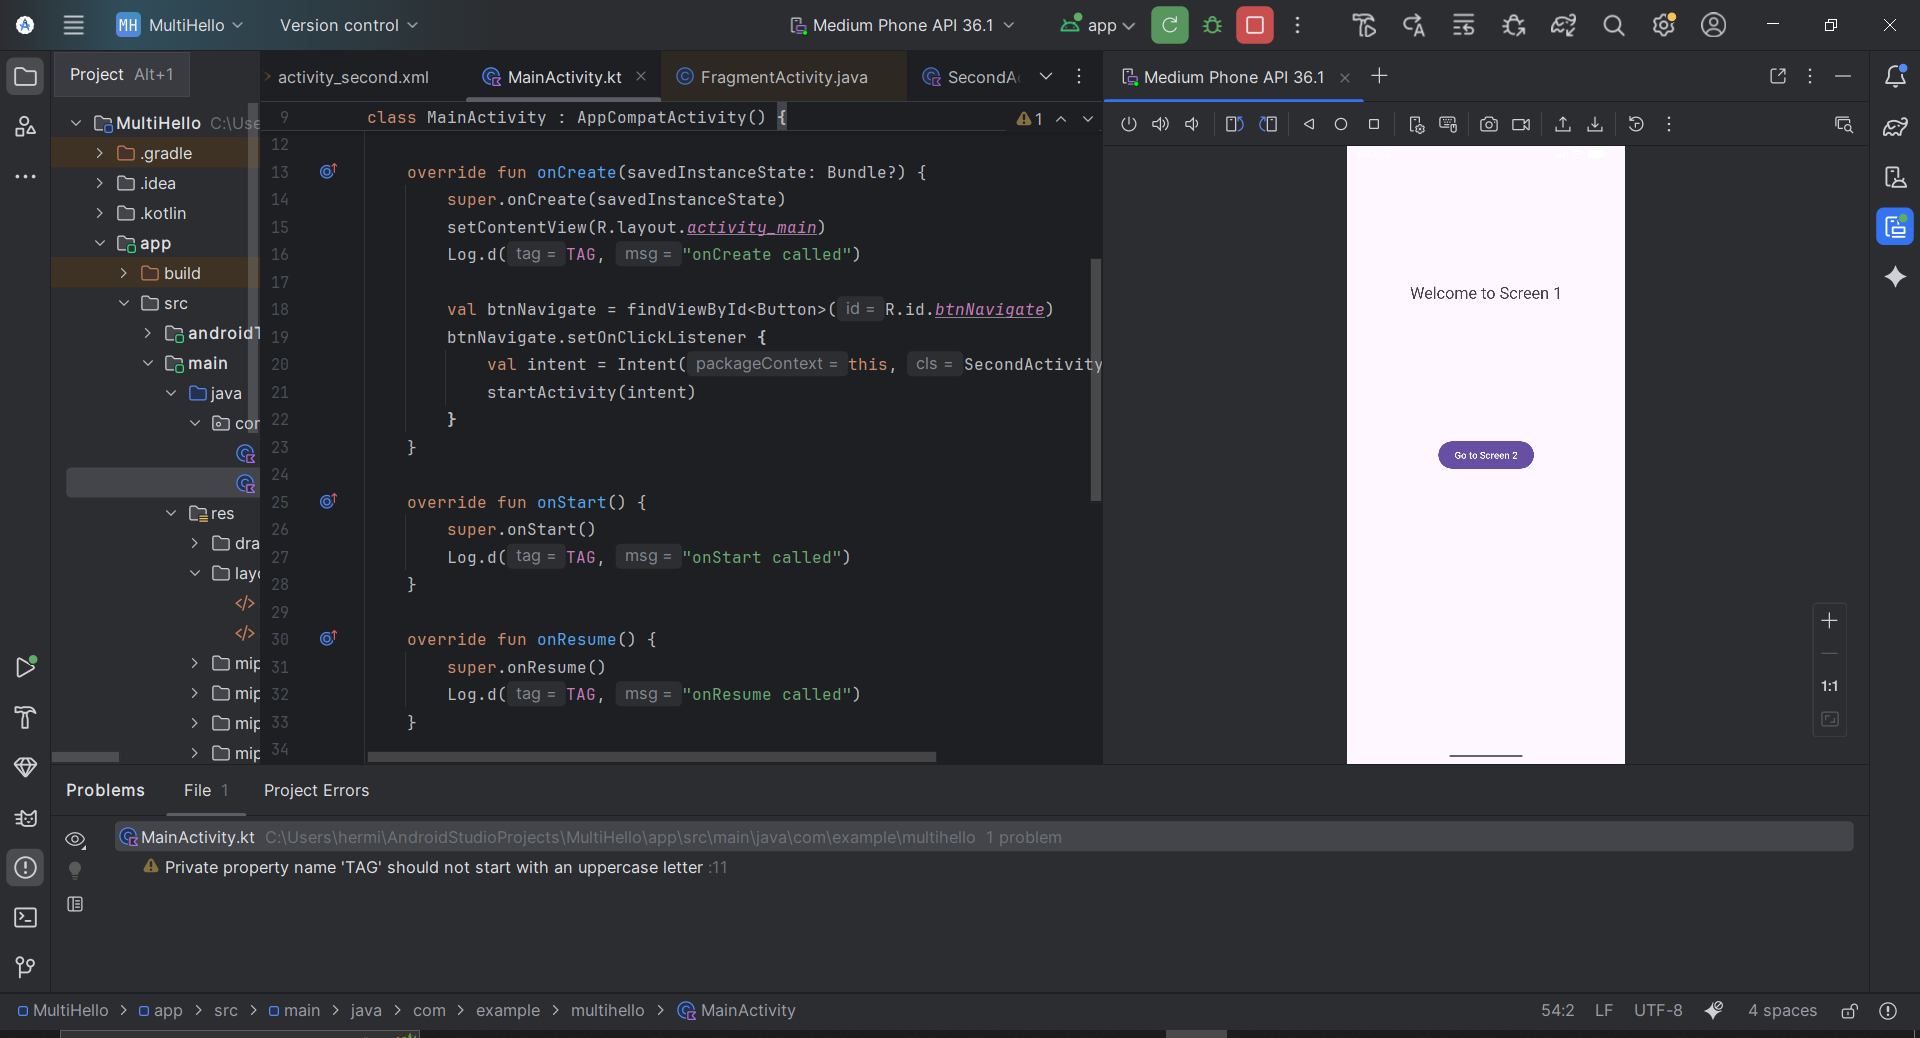 MH MultiHello Version control Medium Phone API 36.1 app
Project Alt+1
activity_second.xml MainActivity.kt FragmentActivity.java SecondA Medium Phone API 36.1
MultiHello C:\Use
.gradle
.idea
.kotlin
app
build
src
androidT
main
java
con
res
dra
layo
mip
mip
mip
mip
9 class MainActivity : AppCompatActivity() { 1
12
13 override fun onCreate(savedInstanceState: Bundle?) {
14 super.onCreate(savedInstanceState)
15 setContentView(R.layout.activity_main)
16 Log.d( tag = TAG, msg = "onCreate called")
17
18 val btnNavigate = findViewById<Button>( id = R.id.btnNavigate)
19 btnNavigate.setOnClickListener {
20 val intent = Intent( packageContext = this, cls = SecondActivity
21 startActivity(intent)
22 }
23 }
24
25 override fun onStart() {
26 super.onStart()
27 Log.d( tag = TAG, msg = "onStart called")
28 }
29
30 override fun onResume() {
31 super.onResume()
32 Log.d( tag = TAG, msg = "onResume called")
33 }
34
Welcome to Screen 1
Go to Screen 2
1:1
Problems File 1 Project Errors
MainActivity.kt C:\Users\hermi\AndroidStudioProjects\MultiHello\app\src\main\java\com\example\multihello 1 problem
Private property name 'TAG' should not start with an uppercase letter :11
MultiHello > app > src > main > java > com > example > multihello > MainActivity 54:2 LF UTF-8 4 spaces